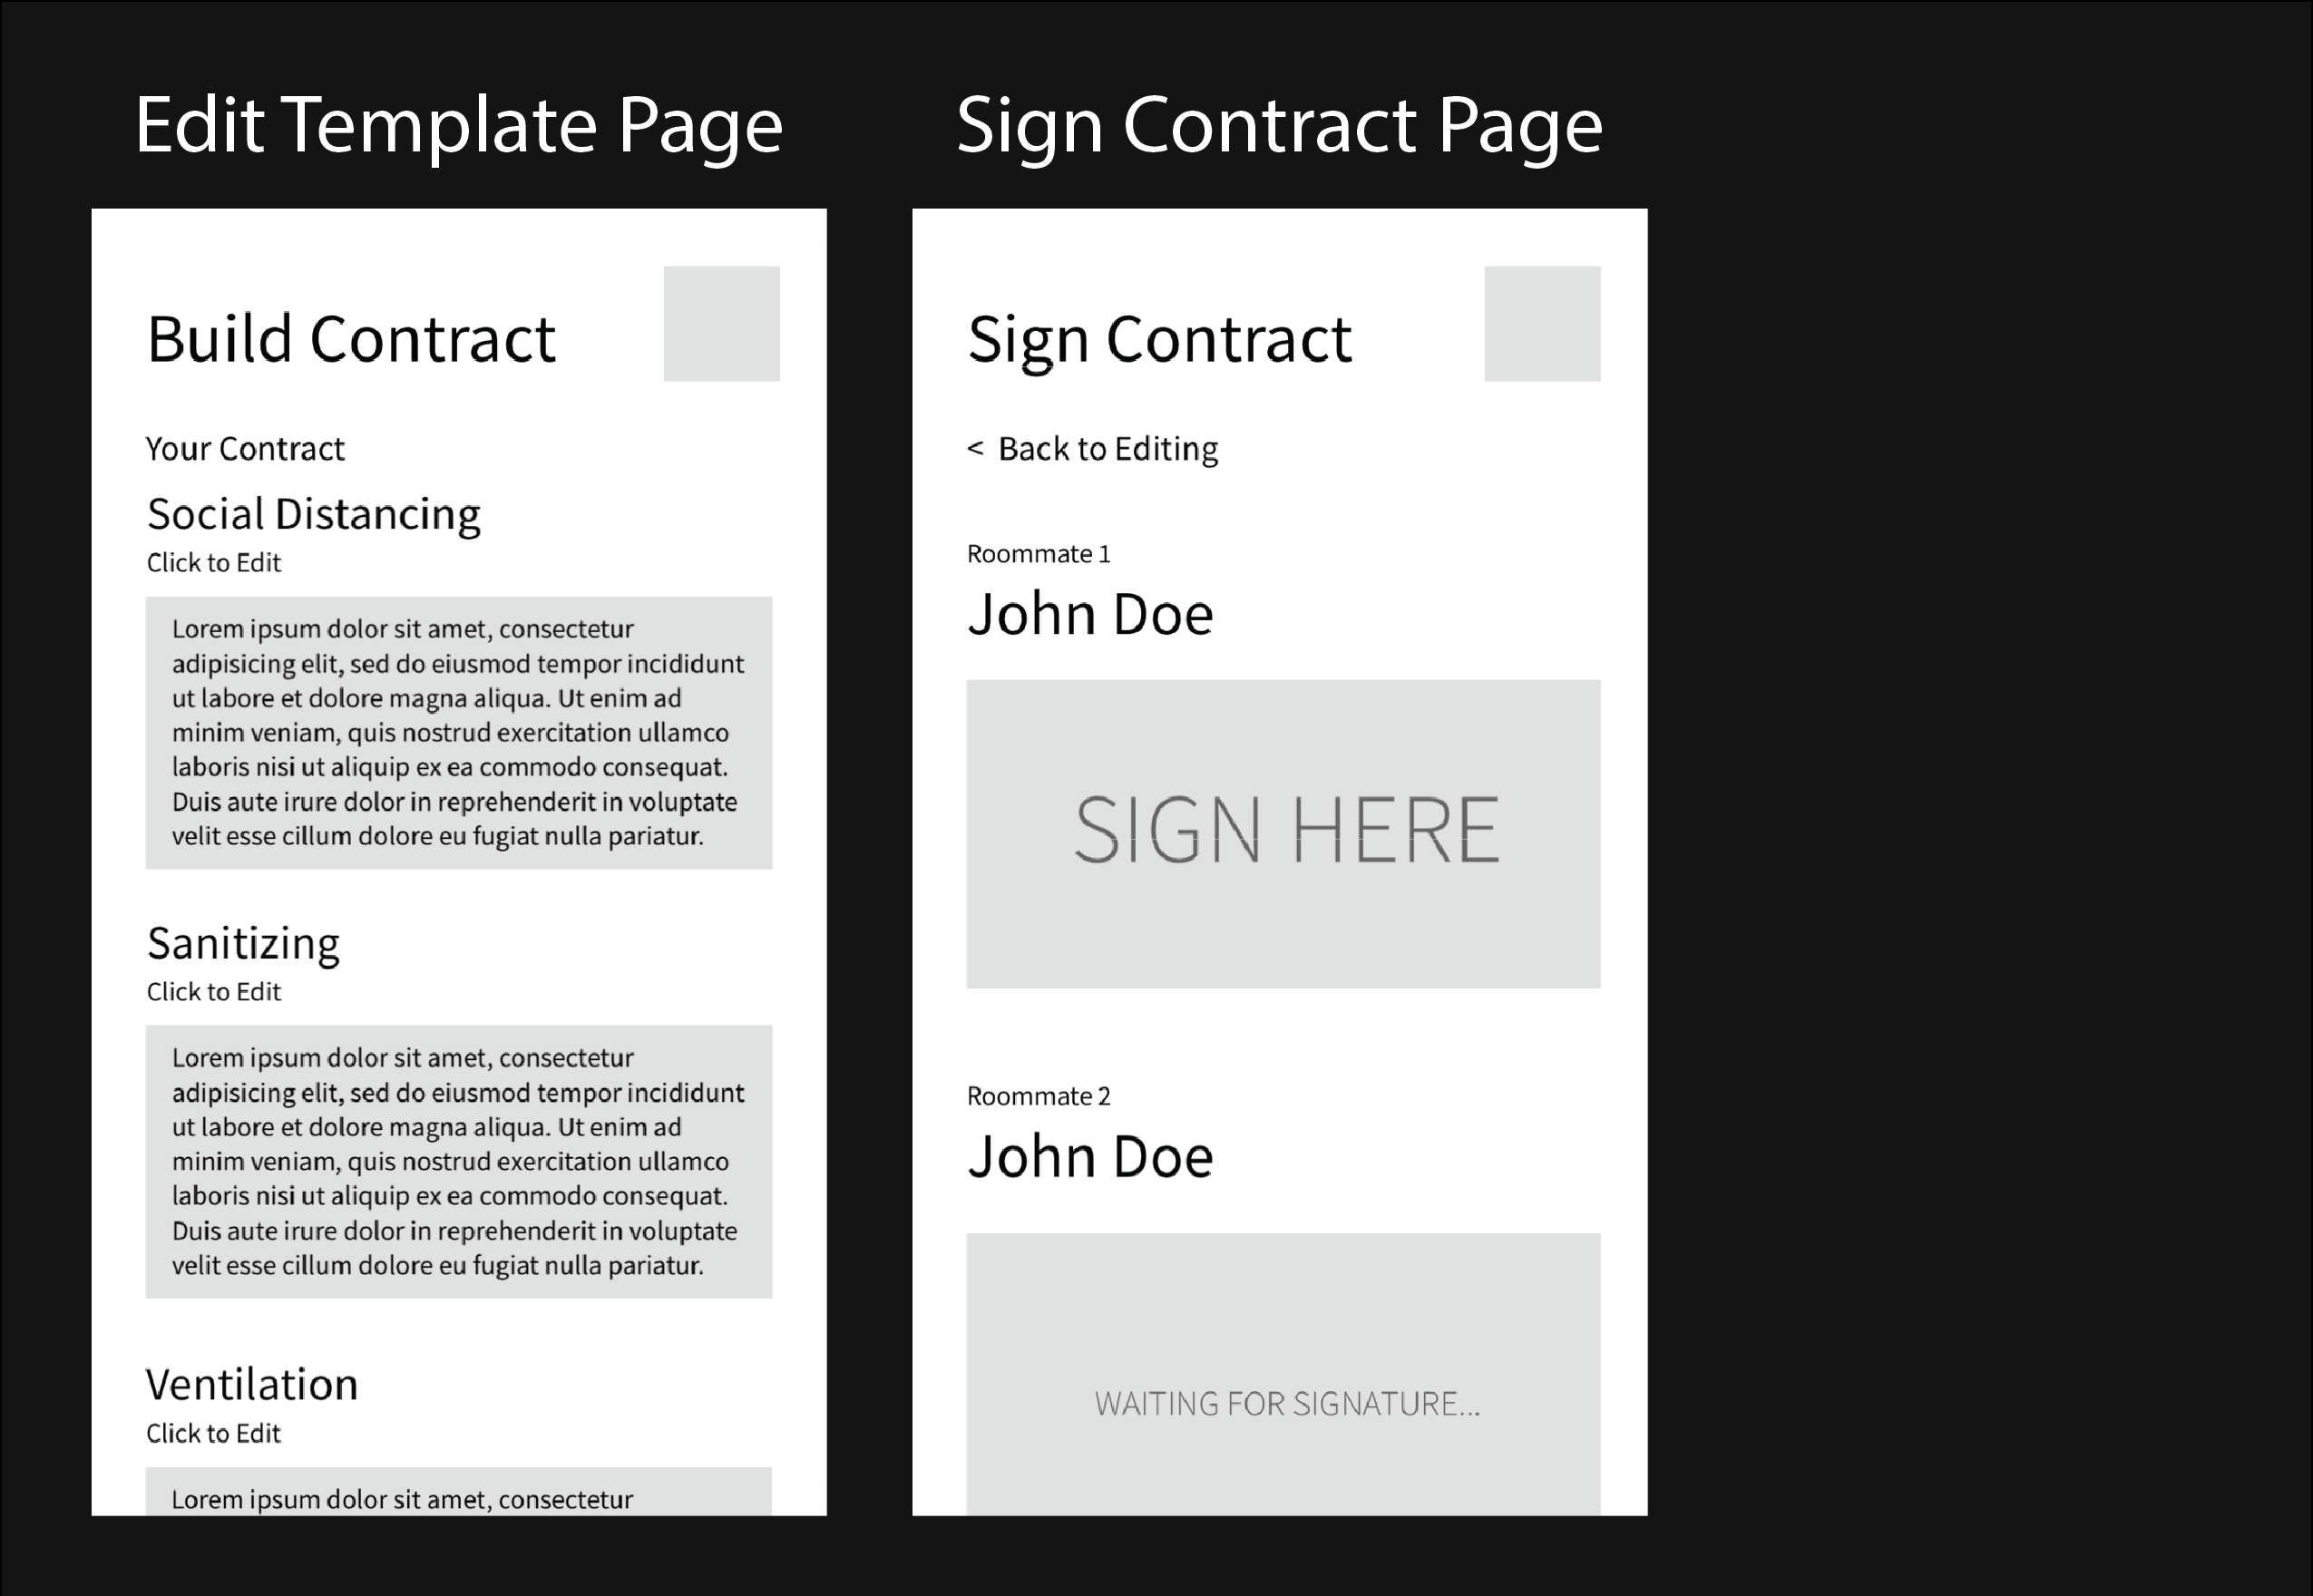 Edit Template Page
Build Contract
Your Contract
Social Distancing
Click to Edit
Lorem ipsum dolor sit amet, consectetur
adipisicing elit, sed do eiusmod tempor incididunt
ut labore et dolore magna aliqua. Ut enim ad
minim veniam, quis nostrud exercitation ullamco
laboris nisi ut aliquip ex ea commodo consequat.
Duis aute irure dolor in reprehenderit in voluptate
velit esse cillum dolore eu fugiat nulla pariatur.
Sanitizing
Click to Edit
Lorem ipsum dolor sit amet, consectetur
adipisicing elit, sed do eiusmod tempor incididunt
ut labore et dolore magna aliqua. Ut enim ad
minim veniam, quis nostrud exercitation ullamco
laboris nisi ut aliquip ex ea commodo consequat.
Duis aute irure dolor in reprehenderit in voluptate
velit esse cillum dolore eu fugiat nulla pariatur.
Ventilation
Click to Edit
Lorem ipsum dolor sit amet, consectetur
Sign Contract Page
Sign Contract
< Back to Editing
Roommate 1
John Doe
SIGN HERE
Roommate 2
John Doe
WAITING FOR SIGNATURE...